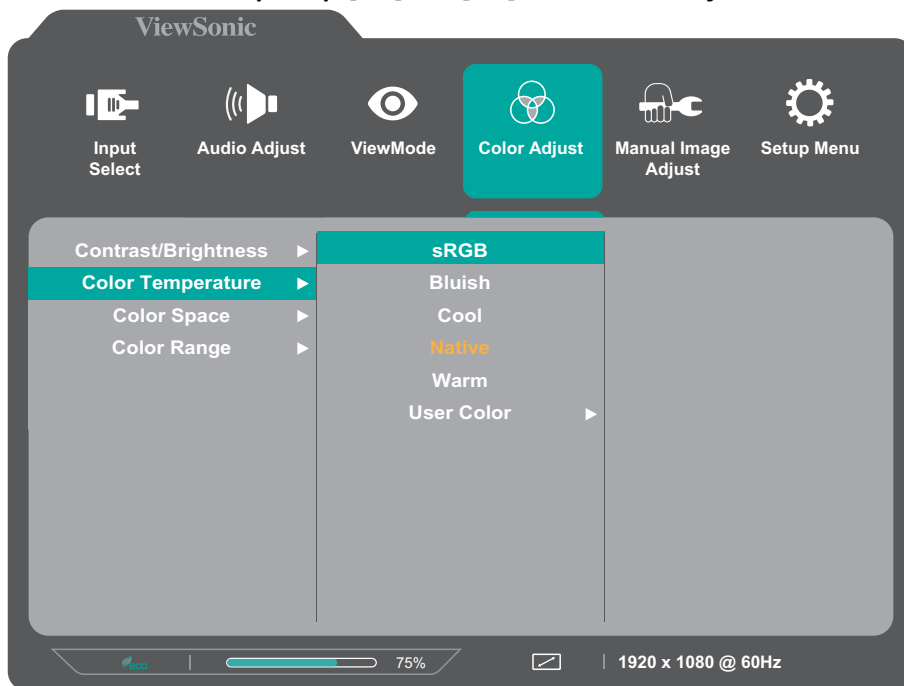 ViewSonic
Input Select
Audio Adjust
ViewMode
Color Adjust
Manual Image Adjust
Setup Menu
Contrast/Brightness
Color Temperature
Color Space
Color Range
sRGB
Bluish
Cool
Native
Warm
User Color
eco
75%
1920 x 1080 @ 60Hz